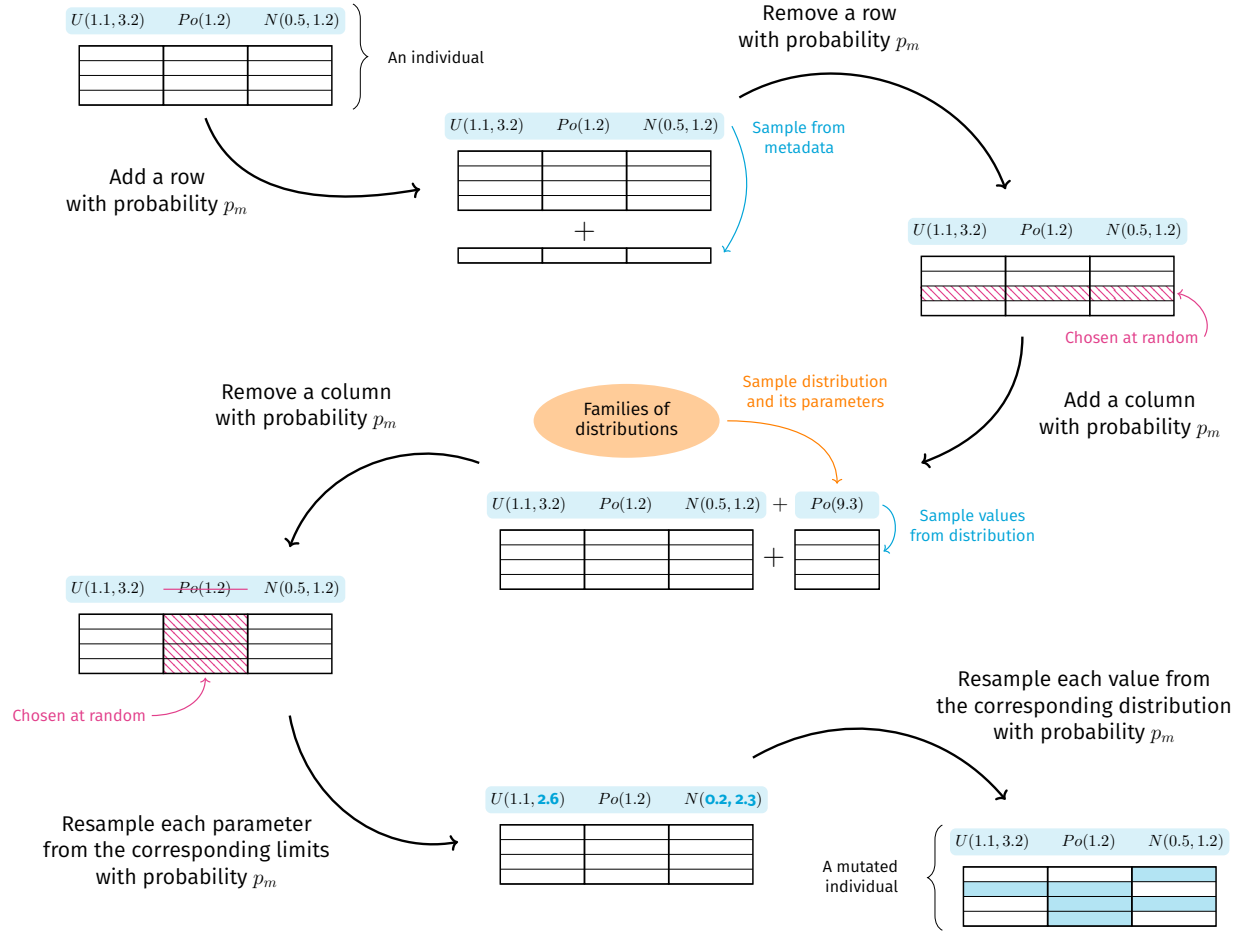 U(1.1, 3.2) Po(1.2) N(0.5, 1.2)
An individual
Add a row
with probability p_m
Remove a row
with probability p_m
U(1.1, 3.2) Po(1.2) N(0.5, 1.2)
Sample from
metadata
+
U(1.1, 3.2) Po(1.2) N(0.5, 1.2)
Chosen at random
Add a column
with probability p_m
Families of
distributions
Sample distribution
and its parameters
U(1.1, 3.2) Po(1.2) N(0.5, 1.2) + Po(9.3)
+
Sample values
from distribution
Remove a column
with probability p_m
U(1.1, 3.2) Po(1.2) N(0.5, 1.2)
Chosen at random
Resample each parameter
from the corresponding limits
with probability p_m
U(1.1, 2.6) Po(1.2) N(0.2, 2.3)
Resample each value from
the corresponding distribution
with probability p_m
U(1.1, 3.2) Po(1.2) N(0.5, 1.2)
A mutated
individual